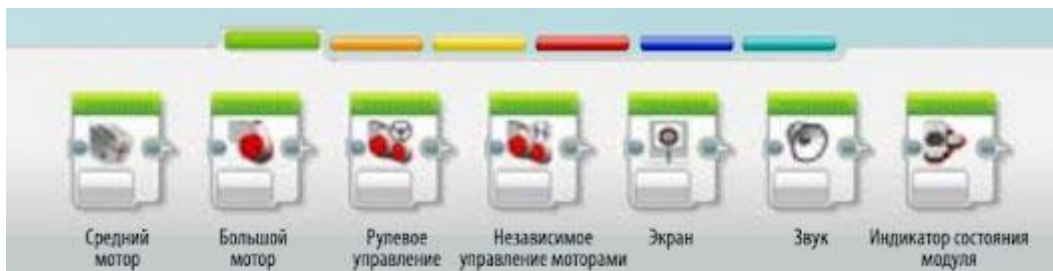 Средний
мотор
Большой
мотор
Рулевое
управление
Независимое
управление моторами
Экран
Звук
Индикатор состояния
модуля